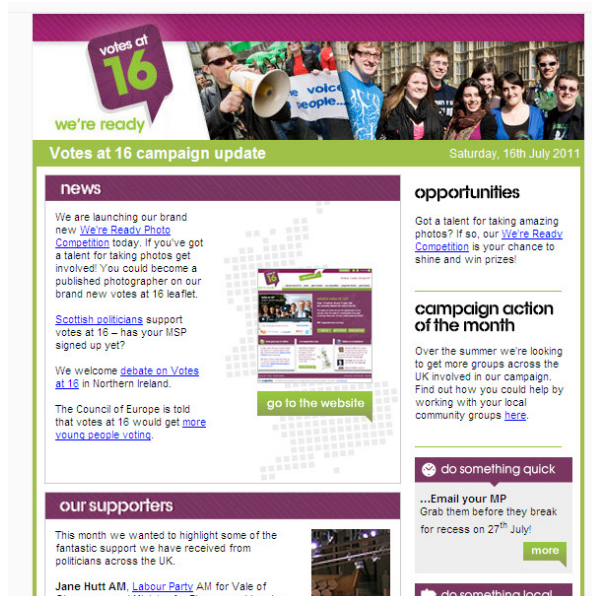 votes at
16
we're ready
voice
people...
Votes at 16 campaign update
Saturday, 16th July 2011
news
We are launching our brand
new We're Ready Photo
Competition today. If you've got
a talent for taking photos get
involved! You could become a
published photographer on our
brand new votes at 16 leaflet.
Scottish politicians support
votes at 16 – has your MSP
signed up yet?
We welcome debate on Votes
at 16 in Northern Ireland.
The Council of Europe is told
that votes at 16 would get more
young people voting.
16
go to the website
our supporters
This month we wanted to highlight some of the
fantastic support we have received from
politicians across the UK.
Jane Hutt AM, Labour Party AM for Vale of
opportunities
Got a talent for taking amazing
photos? If so, our We're Ready
Competition is your chance to
shine and win prizes!
campaign action
of the month
Over the summer we're looking
to get more groups across the
UK involved in our campaign.
Find out how you could help by
working with your local
community groups here.
do something quick
...Email your MP
Grab them before they break
for recess on 27th July!
more
do something local